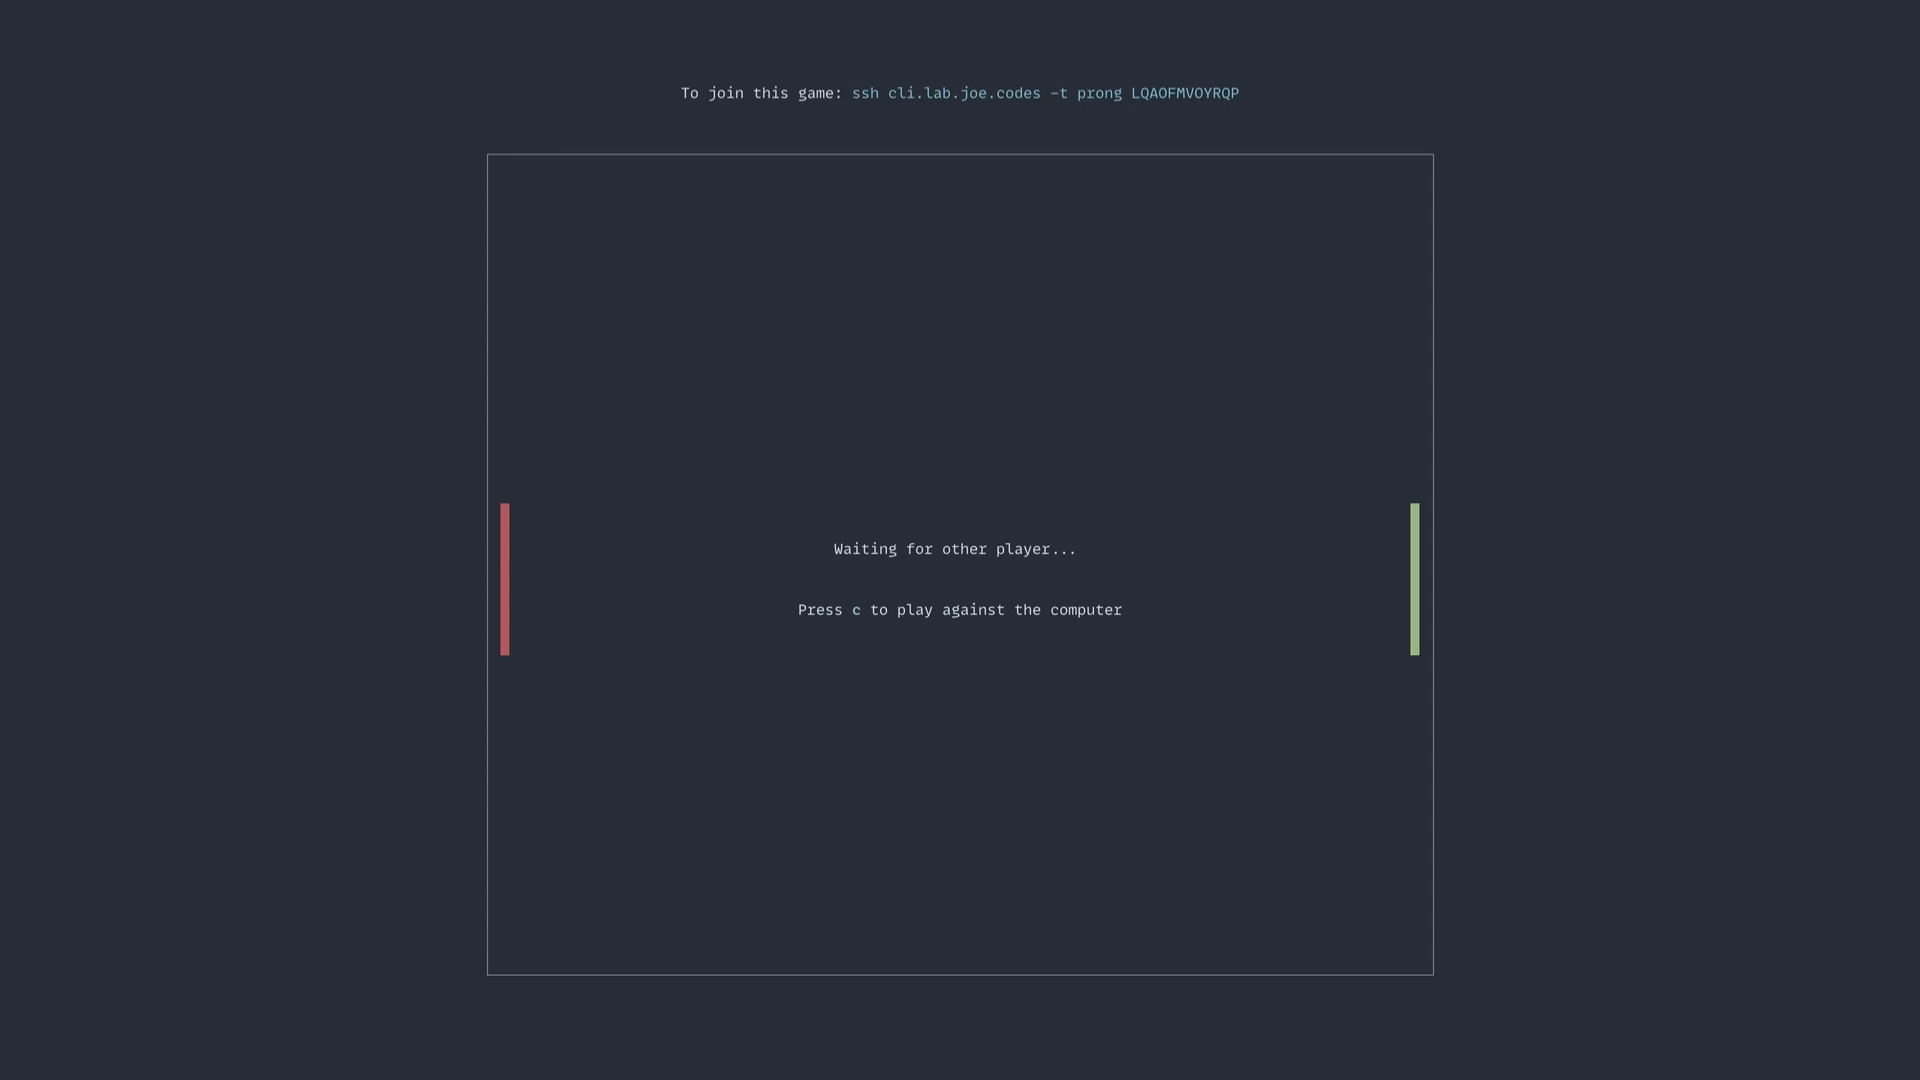 To join this game: ssh cli.lab.joe.codes -t prong LQAOFMVOYRQP
Waiting for other player...
Press c to play against the computer